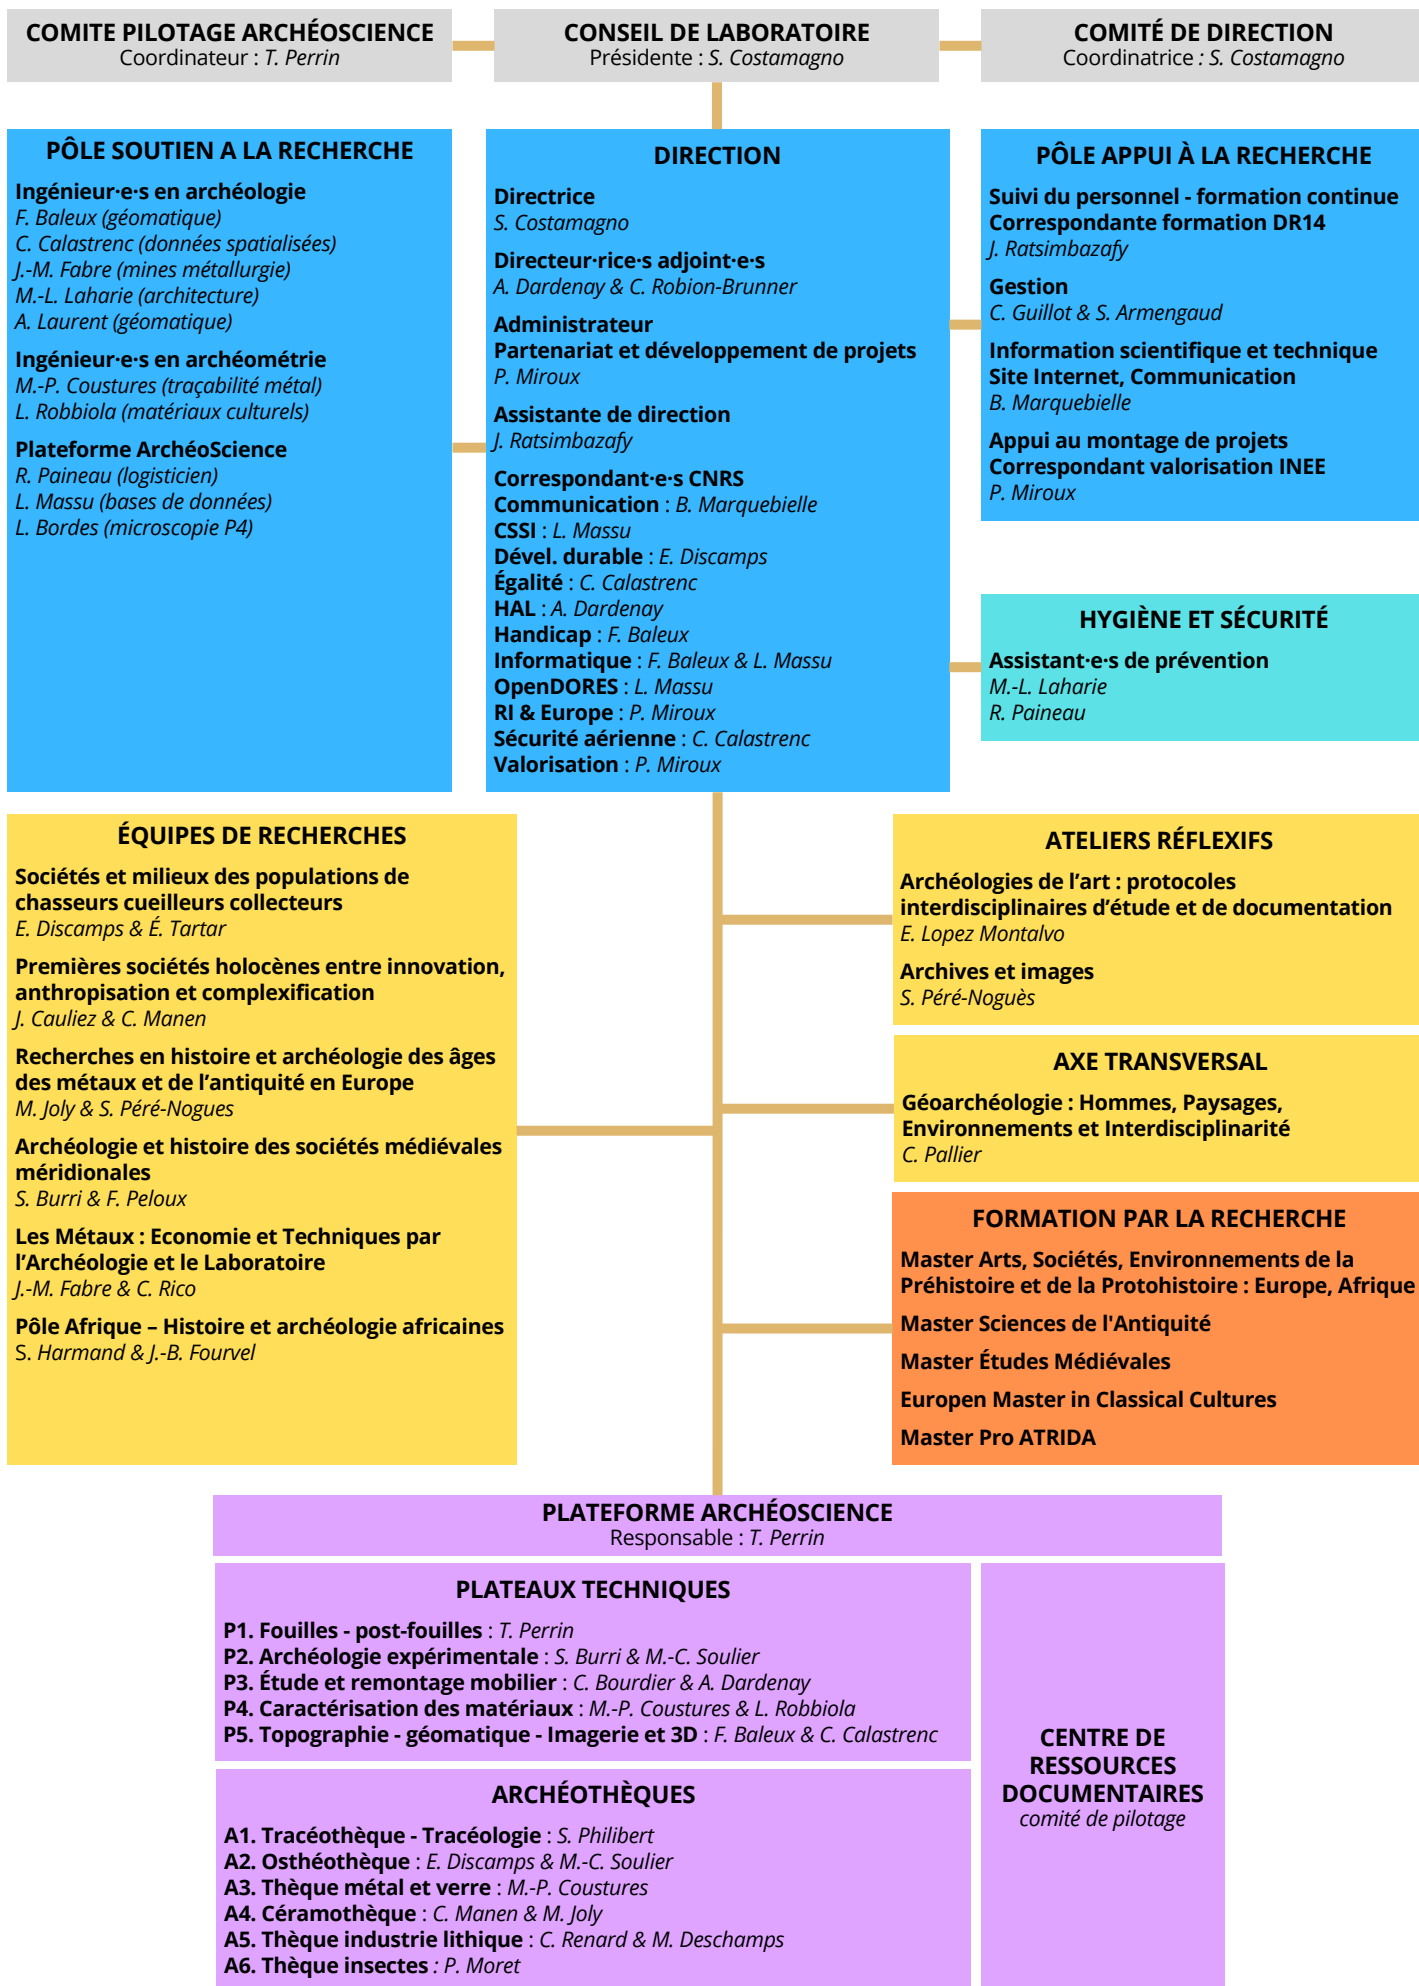 COMITE PILOTAGE ARCHÉOSCIENCE
Coordinateur : T. Perrin
CONSEIL DE LABORATOIRE
Présidente : S. Costamagno
COMITÉ DE DIRECTION
Coordinatrice : S. Costamagno
PÔLE SOUTIEN A LA RECHERCHE
Ingénieur·e·s en archéologie
F. Baleux (géomatique)
C. Calastrenc (données spatialisées)
J.-M. Fabre (mines métallurgie)
M.-L. Laharie (architecture)
A. Laurent (géomatique)
Ingénieur·e·s en archéométrie
M.-P. Coustures (traçabilité métal)
L. Robbiola (matériaux culturels)
Plateforme ArchéoScience
R. Paineau (logisticien)
L. Massu (bases de données)
L. Bordes (microscopie P4)
DIRECTION
Directrice
S. Costamagno
Directeur·rice·s adjoint·e·s
A. Dardenay & C. Robion-Brunner
Administrateur
Partenariat et développement de projets
P. Miroux
Assistante de direction
J. Ratsimbazafy
Correspondant·e·s CNRS
Communication : B. Marquebielle
CSSI : L. Massu
Dével. durable : E. Discamps
Égalité : C. Calastrenc
HAL : A. Dardenay
Handicap : F. Baleux
Informatique : F. Baleux & L. Massu
OpenDORES : L. Massu
RI & Europe : P. Miroux
Sécurité aérienne : C. Calastrenc
Valorisation : P. Miroux
PÔLE APPUI À LA RECHERCHE
Suivi du personnel - formation continue
Correspondante formation DR14
J. Ratsimbazafy
Gestion
C. Guillot & S. Armengaud
Information scientifique et technique
Site Internet, Communication
B. Marquebielle
Appui au montage de projets
Correspondant valorisation INEE
P. Miroux
HYGIÈNE ET SÉCURITÉ
Assistant·e·s de prévention
M.-L. Laharie
R. Paineau
ÉQUIPES DE RECHERCHES
Sociétés et milieux des populations de
chasseurs cueilleurs collecteurs
E. Discamps & É. Tartar
Premières sociétés holocènes entre innovation,
anthropisation et complexification
J. Cauliez & C. Manen
Recherches en histoire et archéologie des âges
des métaux et de l’antiquité en Europe
M. Joly & S. Péré-Nogues
Archéologie et histoire des sociétés médiévales
méridionales
S. Burri & F. Peloux
Les Métaux : Economie et Techniques par
l’Archéologie et le Laboratoire
J.-M. Fabre & C. Rico
Pôle Afrique – Histoire et archéologie africaines
S. Harmand & J.-B. Fourvel
ATELIERS RÉFLEXIFS
Archéologies de l’art : protocoles
interdisciplinaires d’étude et de documentation
E. Lopez Montalvo
Archives et images
S. Péré-Noguès
AXE TRANSVERSAL
Géoarchéologie : Hommes, Paysages,
Environnements et Interdisciplinarité
C. Pallier
FORMATION PAR LA RECHERCHE
Master Arts, Sociétés, Environnements de la
Préhistoire et de la Protohistoire : Europe, Afrique
Master Sciences de l'Antiquité
Master Études Médiévales
Europen Master in Classical Cultures
Master Pro ATRIDA
PLATEFORME ARCHÉOSCIENCE
Responsable : T. Perrin
PLATEAUX TECHNIQUES
P1. Fouilles - post-fouilles : T. Perrin
P2. Archéologie expérimentale : S. Burri & M.-C. Soulier
P3. Étude et remontage mobilier : C. Bourdier & A. Dardenay
P4. Caractérisation des matériaux : M.-P. Coustures & L. Robbiola
P5. Topographie - géomatique - Imagerie et 3D : F. Baleux & C. Calastrenc
ARCHÉOTHÈQUES
A1. Tracéothèque - Tracéologie : S. Philibert
A2. Osthéothèque : E. Discamps & M.-C. Soulier
A3. Thèque métal et verre : M.-P. Coustures
A4. Céramothèque : C. Manen & M. Joly
A5. Thèque industrie lithique : C. Renard & M. Deschamps
A6. Thèque insectes : P. Moret
CENTRE DE
RESSOURCES
DOCUMENTAIRES
comité de pilotage